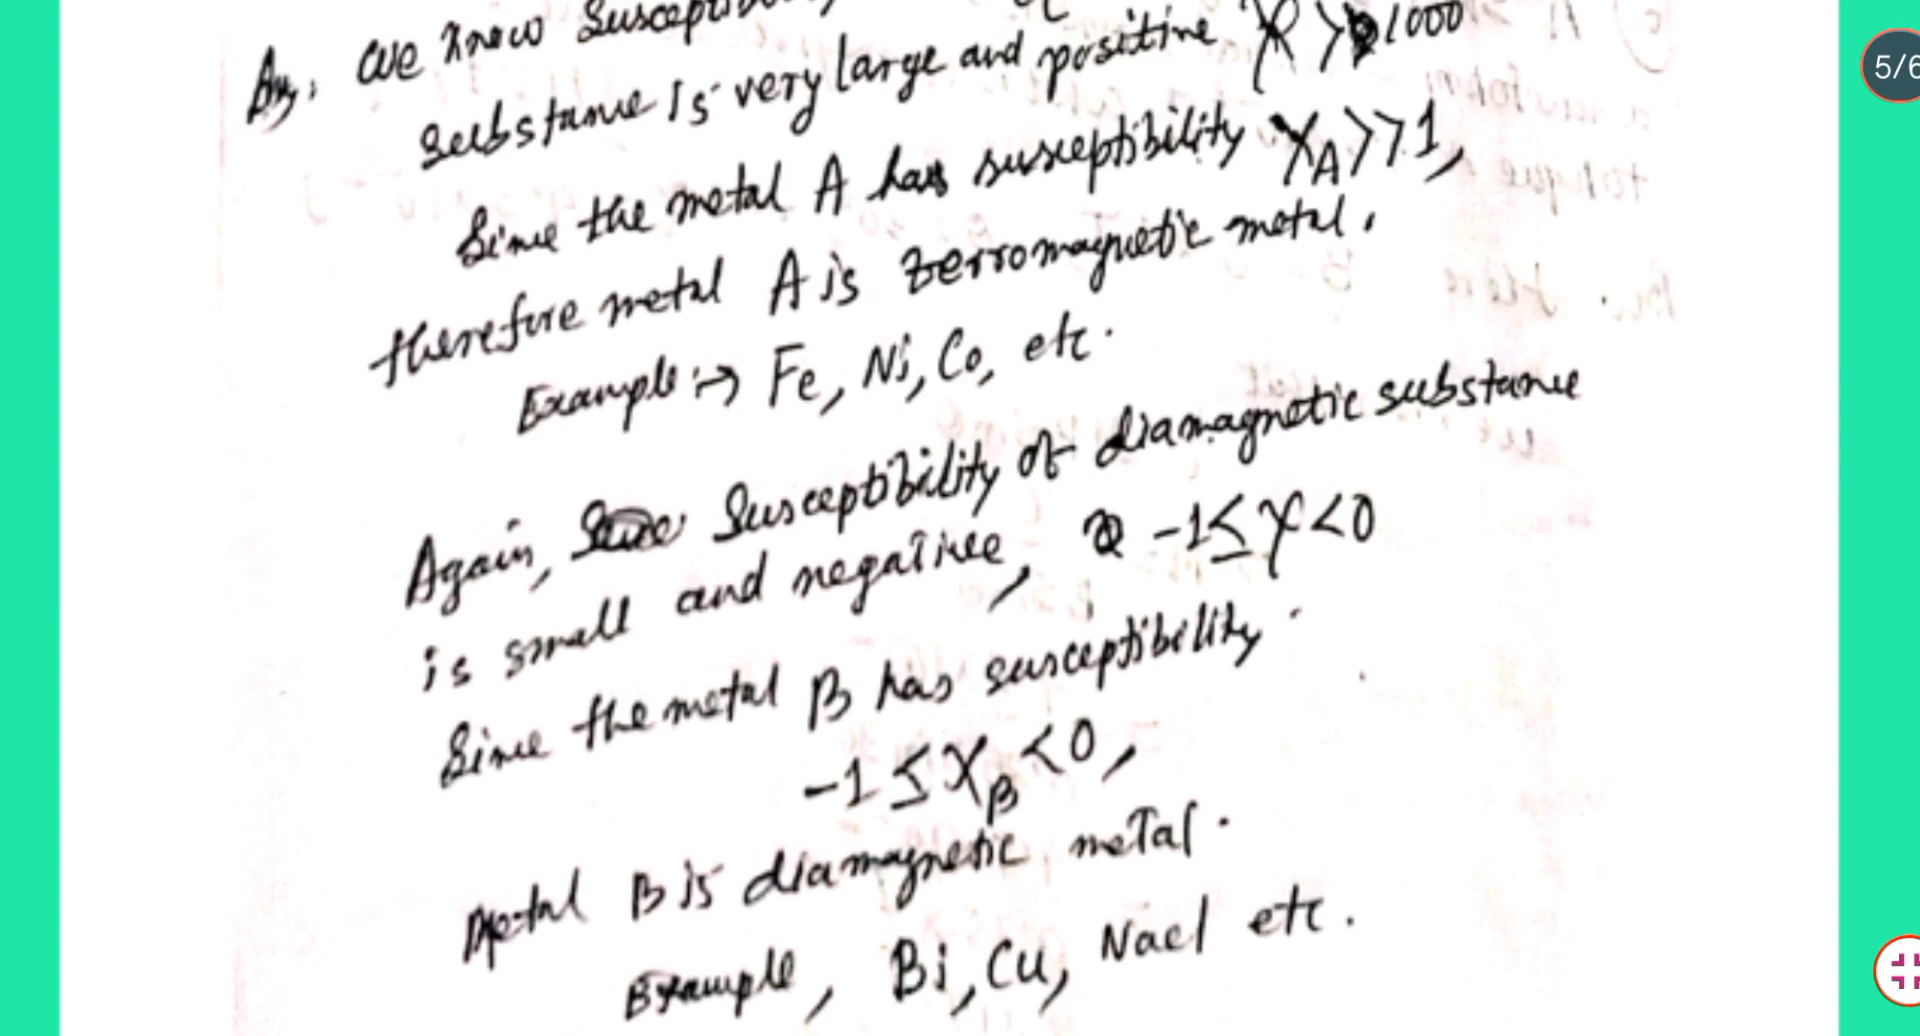 Ans. We know Susceptibility of
substance is very large and positive χ > 1000
Since the metal A has susceptibility χA >> 1,
therefore metal A is ferromagnetic metal.
Example :→ Fe, Ni, Co, etc.
Again, Susceptibility of diamagnetic substance
is small and negative, -1 ≤ χ < 0
Since the metal B has susceptibility
-1 ≤ χB < 0,
Metal B is diamagnetic metal.
Example, Bi, Cu, Nacl etc.
5/6